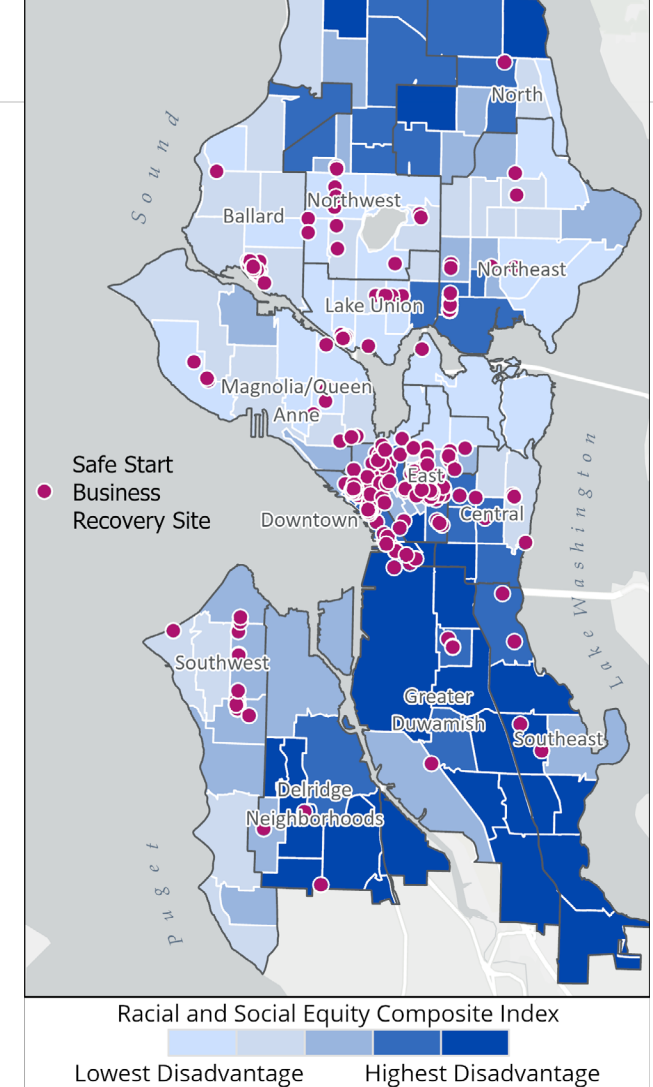 North
Sound
Northwest
Ballard
Northeast
Lake Union
Magnolia/Queen
Anne
Safe Start
Business
Recovery Site
East
Central
Downtown
Lake Washington
Southwest
Greater
Duwamish
Southeast
Delridge
Neighborhoods
Puget
Racial and Social Equity Composite Index
Lowest Disadvantage
Highest Disadvantage